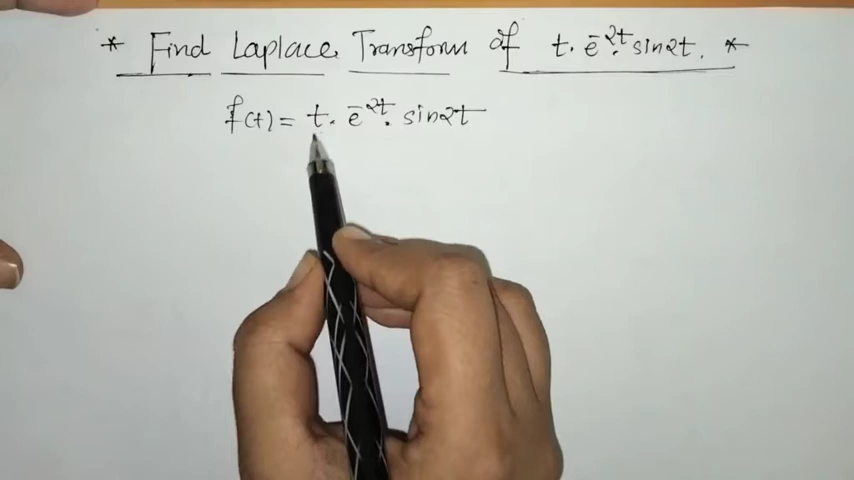 * Find Laplace Transform of t. e^-2t. sin2t. *
f(t) = t. e^-2t. sin2t